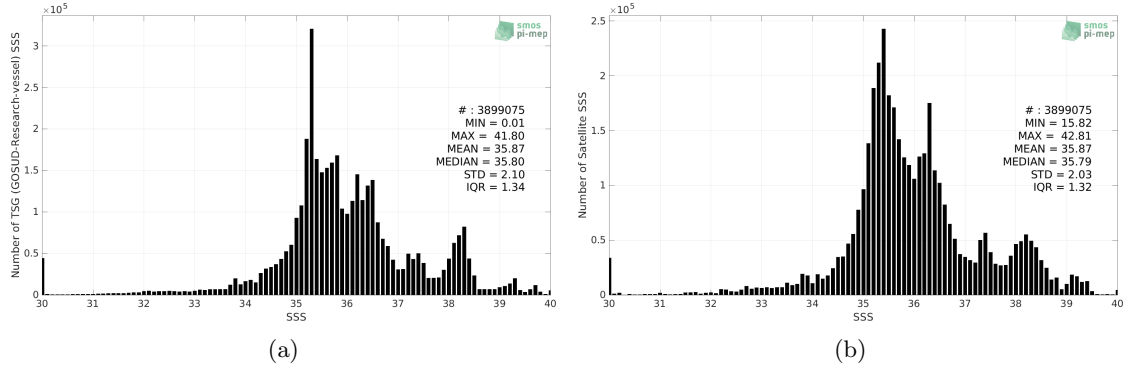 ×10⁵
Number of TSG (GOSUD-Research-vessel) SSS
3
2.5
2
1.5
1
0.5
0
30
31
32
33
34
35
36
37
38
39
40
SSS
smos
pi-mep
# : 3899075
MIN = 0.01
MAX = 41.80
MEAN = 35.87
MEDIAN = 35.80
STD = 2.10
IQR = 1.34
(a)
×10⁵
Number of Satellite SSS
2.5
2
1.5
1
0.5
0
30
31
32
33
34
35
36
37
38
39
40
SSS
smos
pi-mep
# : 3899075
MIN = 15.82
MAX = 42.81
MEAN = 35.87
MEDIAN = 35.79
STD = 2.03
IQR = 1.32
(b)